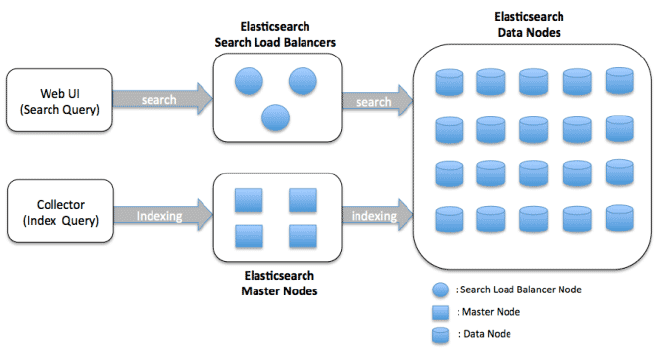 Elasticsearch
Search Load Balancers
Elasticsearch
Data Nodes
Web UI
(Search Query)
search
search
Collector
(Index Query)
Indexing
indexing
Elasticsearch
Master Nodes
: Search Load Balancer Node
: Master Node
: Data Node